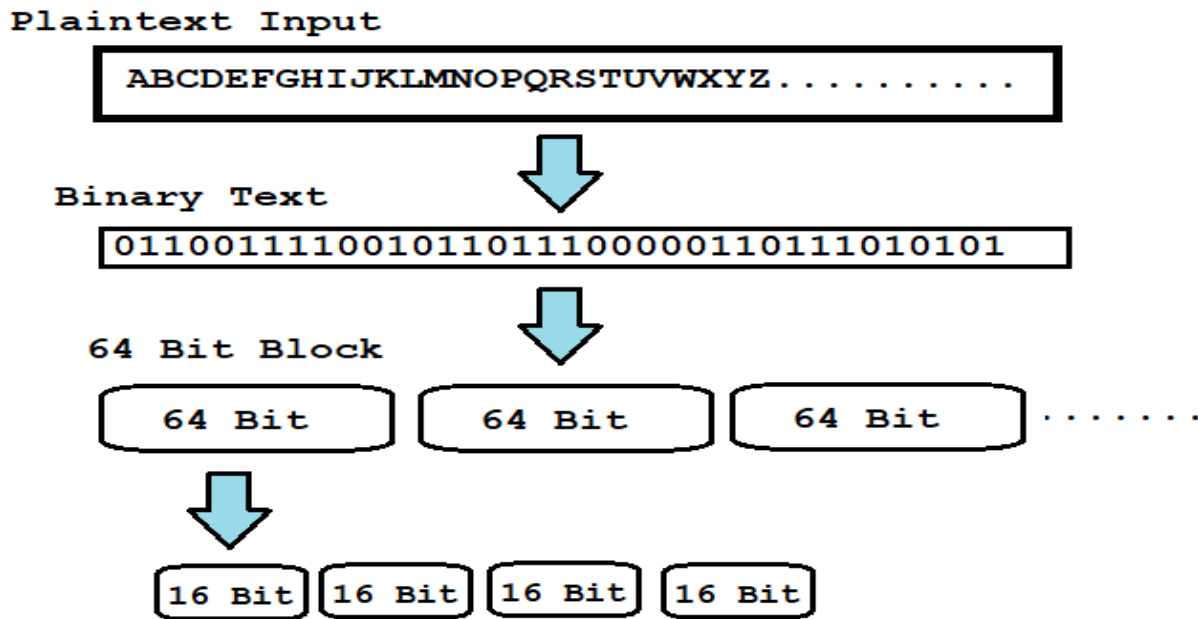 Plaintext Input
ABCDEFGHIJKLMNOPQRSTUVWXYZ..........
Binary Text
01100111100101101110000011011101010​1
64 Bit Block
64 Bit 64 Bit 64 Bit .......
16 Bit 16 Bit 16 Bit 16 Bit